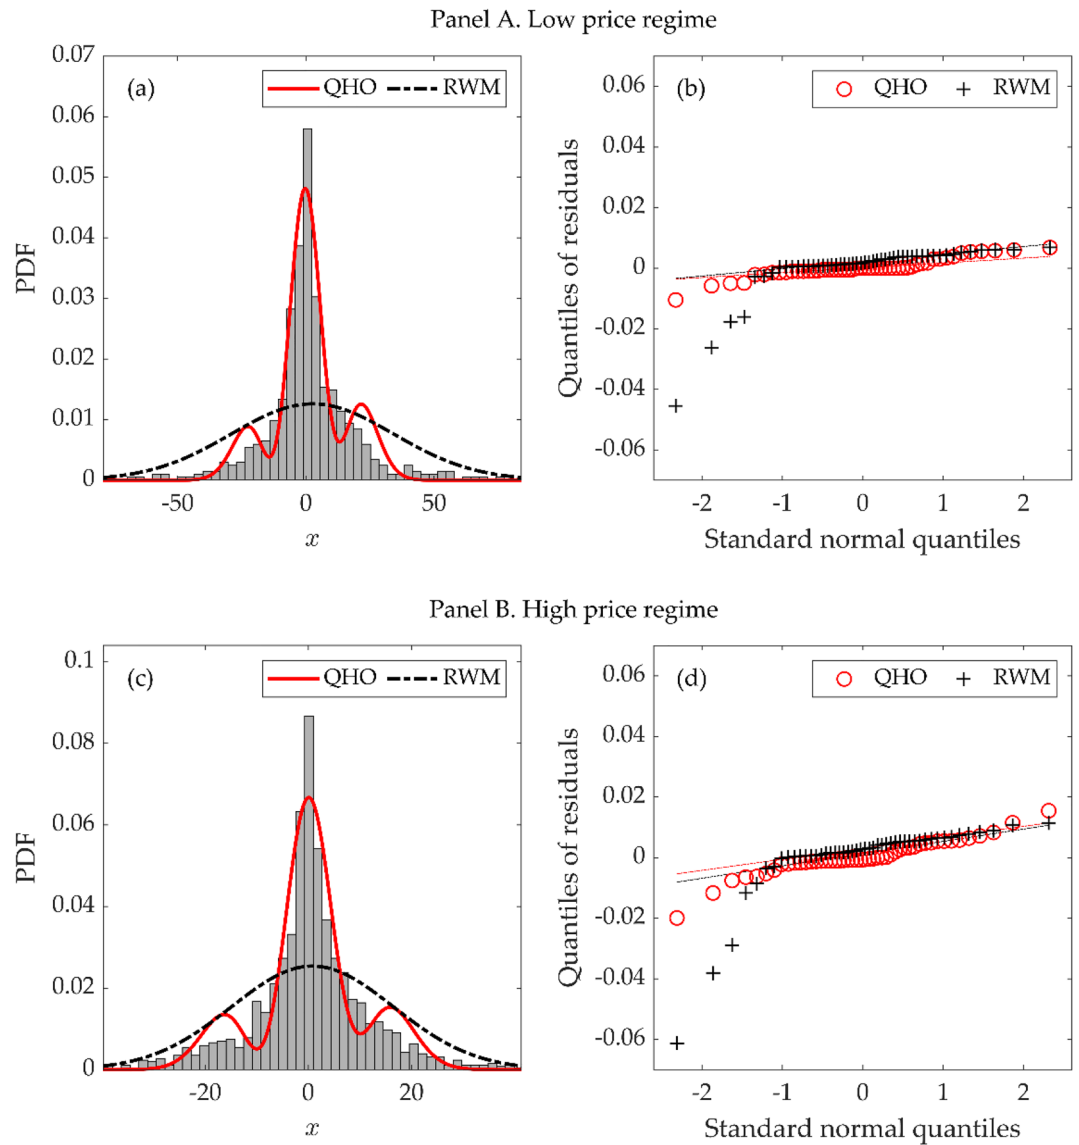 Panel A. Low price regime
(a)
QHO
RWM
PDF
0.07
0.06
0.05
0.04
0.03
0.02
0.01
0
-50
0
50
x
(b)
QHO
RWM
Quantiles of residuals
0.06
0.04
0.02
0
-0.02
-0.04
-0.06
-2
-1
0
1
2
Standard normal quantiles
Panel B. High price regime
(c)
QHO
RWM
PDF
0.1
0.08
0.06
0.04
0.02
0
-20
0
20
x
(d)
QHO
RWM
Quantiles of residuals
0.06
0.04
0.02
0
-0.02
-0.04
-0.06
-2
-1
0
1
2
Standard normal quantiles